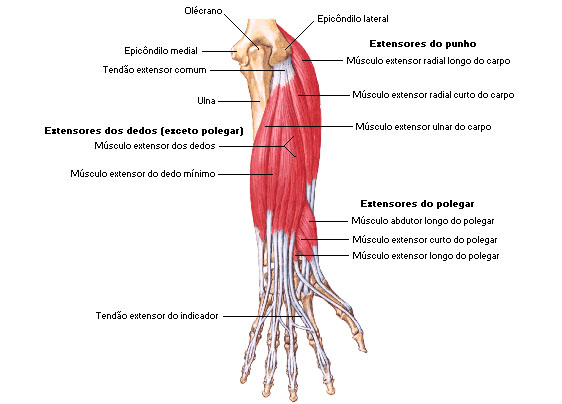 Olécrano
Epicôndilo lateral
Extensores do punho
Epicôndilo medial
Músculo extensor radial longo do carpo
Tendão extensor comum
Músculo extensor radial curto do carpo
Ulna
Músculo extensor ulnar do carpo
Extensores dos dedos (exceto polegar)
Músculo extensor dos dedos
Músculo extensor do dedo mínimo
Extensores do polegar
Músculo abdutor longo do polegar
Músculo extensor curto do polegar
Músculo extensor longo do polegar
Tendão extensor do indicador